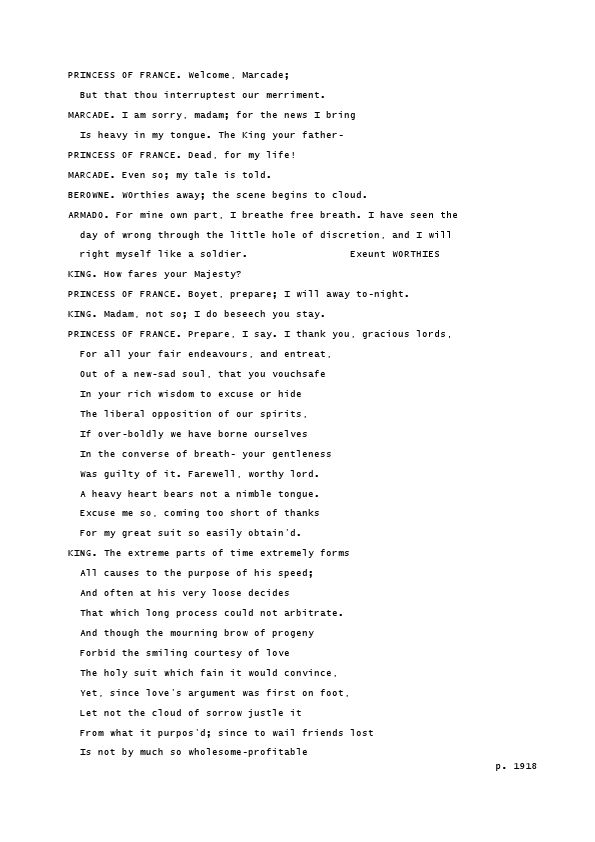 PRINCESS OF FRANCE. Welcome, Marcade;
But that thou interruptest our merriment.
MARCADE. I am sorry, madam; for the news I bring
Is heavy in my tongue. The King your father-
PRINCESS OF FRANCE. Dead, for my life!
MARCADE. Even so; my tale is told.
BEROWNE. WOrthies away; the scene begins to cloud.
ARMADO. For mine own part, I breathe free breath. I have seen the
day of wrong through the little hole of discretion, and I will
right myself like a soldier. Exeunt WORTHIES
KING. How fares your Majesty?
PRINCESS OF FRANCE. Boyet, prepare; I will away to-night.
KING. Madam, not so; I do beseech you stay.
PRINCESS OF FRANCE. Prepare, I say. I thank you, gracious lords,
For all your fair endeavours, and entreat,
Out of a new-sad soul, that you vouchsafe
In your rich wisdom to excuse or hide
The liberal opposition of our spirits,
If over-boldly we have borne ourselves
In the converse of breath- your gentleness
Was guilty of it. Farewell, worthy lord.
A heavy heart bears not a nimble tongue.
Excuse me so, coming too short of thanks
For my great suit so easily obtain'd.
KING. The extreme parts of time extremely forms
All causes to the purpose of his speed;
And often at his very loose decides
That which long process could not arbitrate.
And though the mourning brow of progeny
Forbid the smiling courtesy of love
The holy suit which fain it would convince,
Yet, since love's argument was first on foot,
Let not the cloud of sorrow justle it
From what it purpos'd; since to wail friends lost
Is not by much so wholesome-profitable
p. 1918